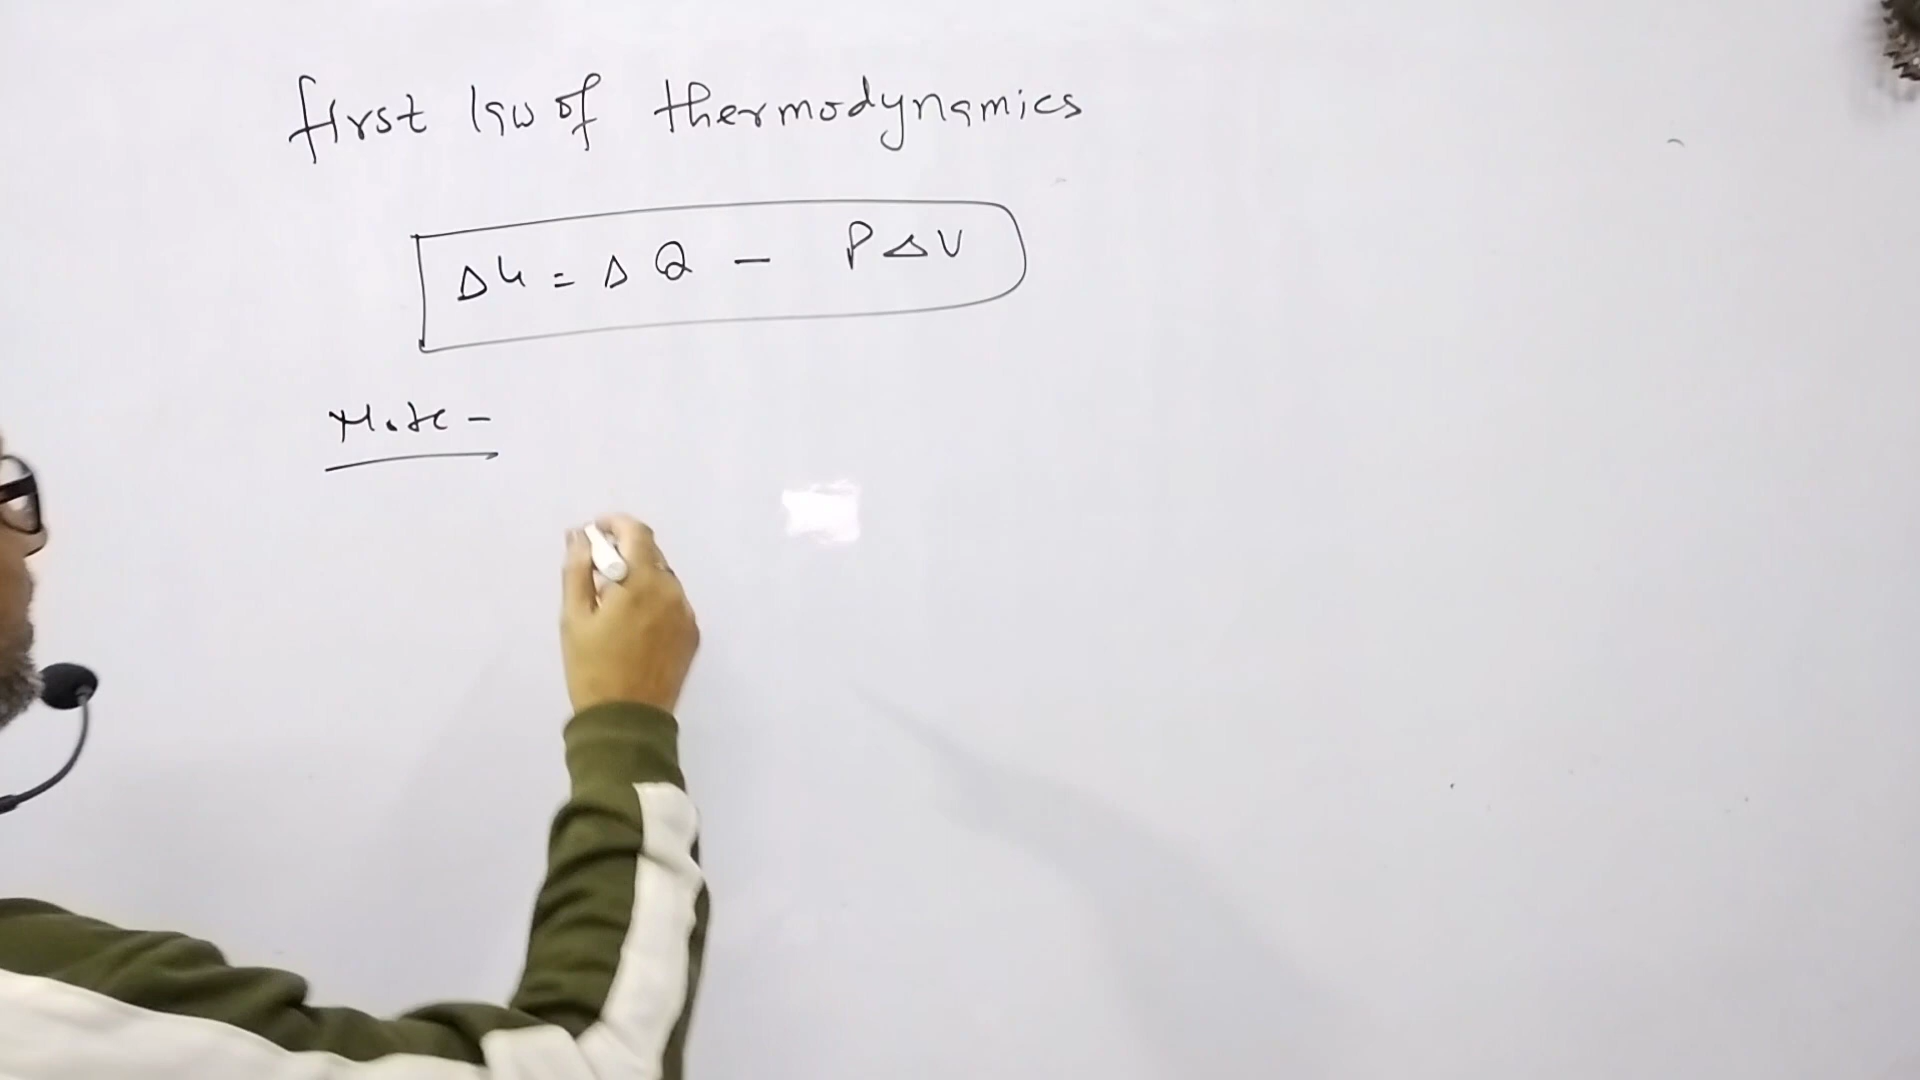 first law of thermodynamics
ΔU = ΔQ - PΔV
Note -